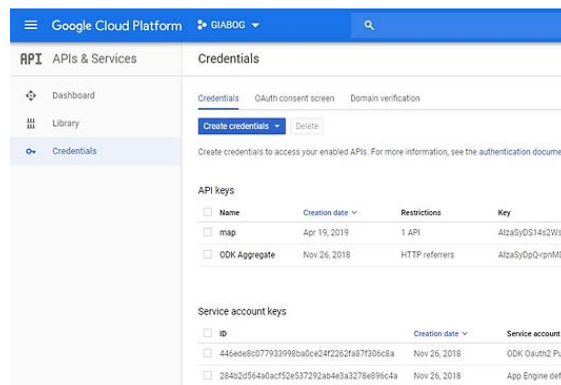 Google Cloud Platform GIABOG
API APIs & Services Credentials
Dashboard
Library
Credentials
Credentials OAuth consent screen Domain verification
Create credentials Delete
Create credentials to access your enabled APIs. For more information, see the authentication docume
API keys
Name Creation date Restrictions Key
map Apr 19, 2019 1 API AIzaSyDS14s2Ws
ODK Aggregate Nov 26, 2018 HTTP referrers
Service account keys
ID Creation date Service account
446ede8c077933998ba0ce24f2262fa87f306c8a Nov 26, 2018 ODK Oauth2 Pu
284b2d564a0acf52e537292ab4e3a3278e896c4a Nov 26, 2018 App Engine def